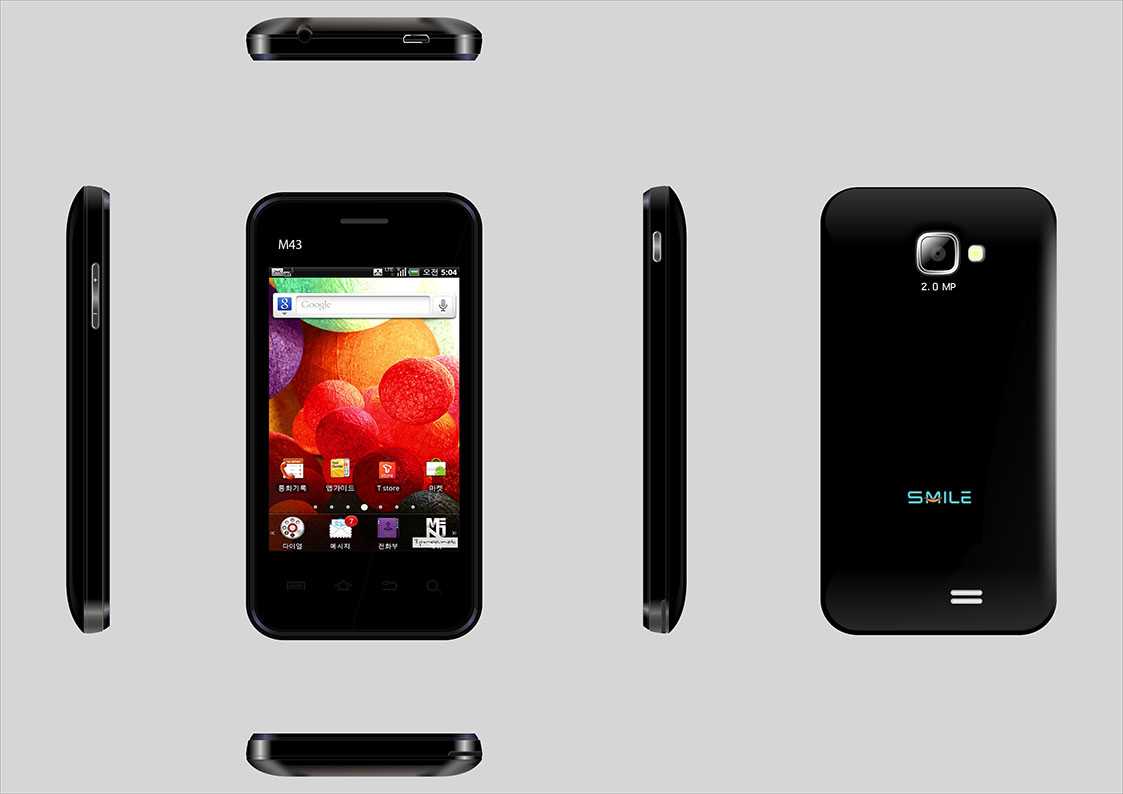 M43
LTE
오전 5:04
8 Google
통화기록
앱가이드
T store
마켓
7
다이얼
메시지
전화부
MENU
2.0 MP
SMILE